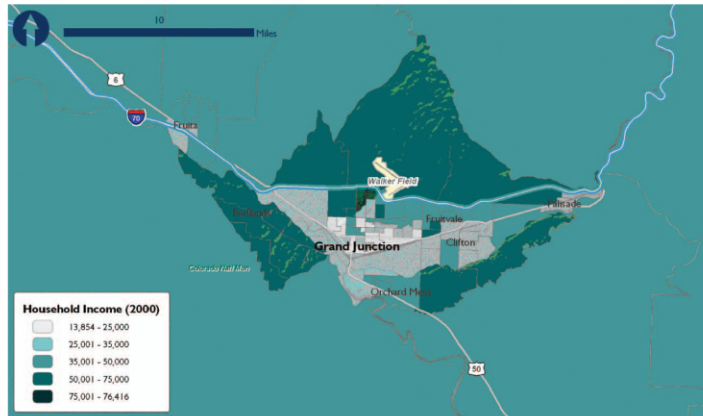 10
Miles
6
70
Fruita
Walker Field
Palisade
Redlands
Fruitvale
Grand Junction
Clifton
Colorado Natl Mon
Orchard Mesa
50
Household Income (2000)
13,854 - 25,000
25,001 - 35,000
35,001 - 50,000
50,001 - 75,000
75,001 - 76,416